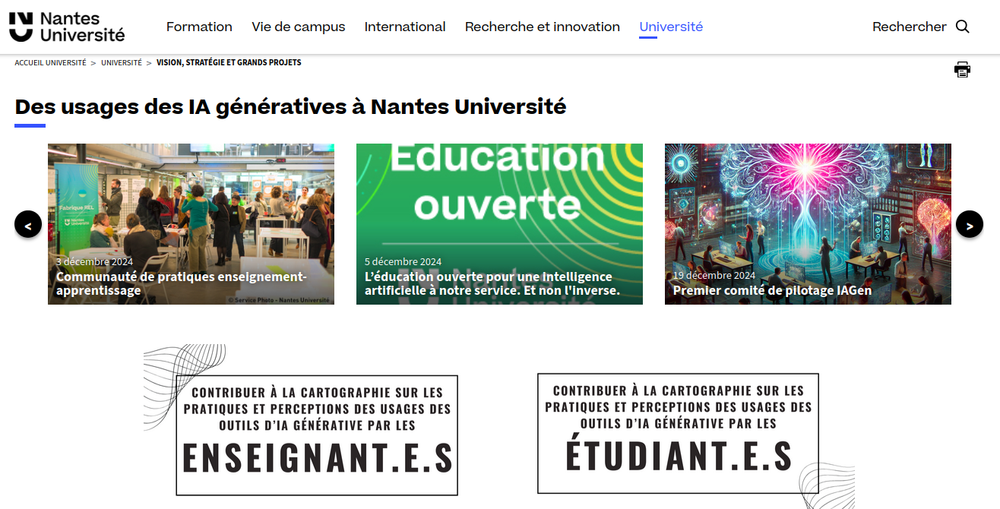 Nantes
Université
Formation
Vie de campus
International
Recherche et innovation
Université
Rechercher
ACCUEIL UNIVERSITÉ > UNIVERSITÉ > VISION, STRATÉGIE ET GRANDS PROJETS
Des usages des IA génératives à Nantes Université
<
Fabrique REL
Nantes
Université
3 décembre 2024
Communauté de pratiques enseignement-
apprentissage
© Service Photo - Nantes Université
Éducation
ouverte
Nantes
Université
5 décembre 2024
L'éducation ouverte pour une intelligence
artificielle à notre service. Et non l'inverse.
19 décembre 2024
Premier comité de pilotage IAGen
>
CONTRIBUER À LA CARTOGRAPHIE SUR LES
PRATIQUES ET PERCEPTIONS DES USAGES DES
OUTILS D'IA GÉNÉRATIVE PAR LES
ENSEIGNANT.E.S
CONTRIBUER À LA CARTOGRAPHIE SUR LES
PRATIQUES ET PERCEPTIONS DES USAGES DES
OUTILS D'IA GÉNÉRATIVE PAR LES
ÉTUDIANT.E.S